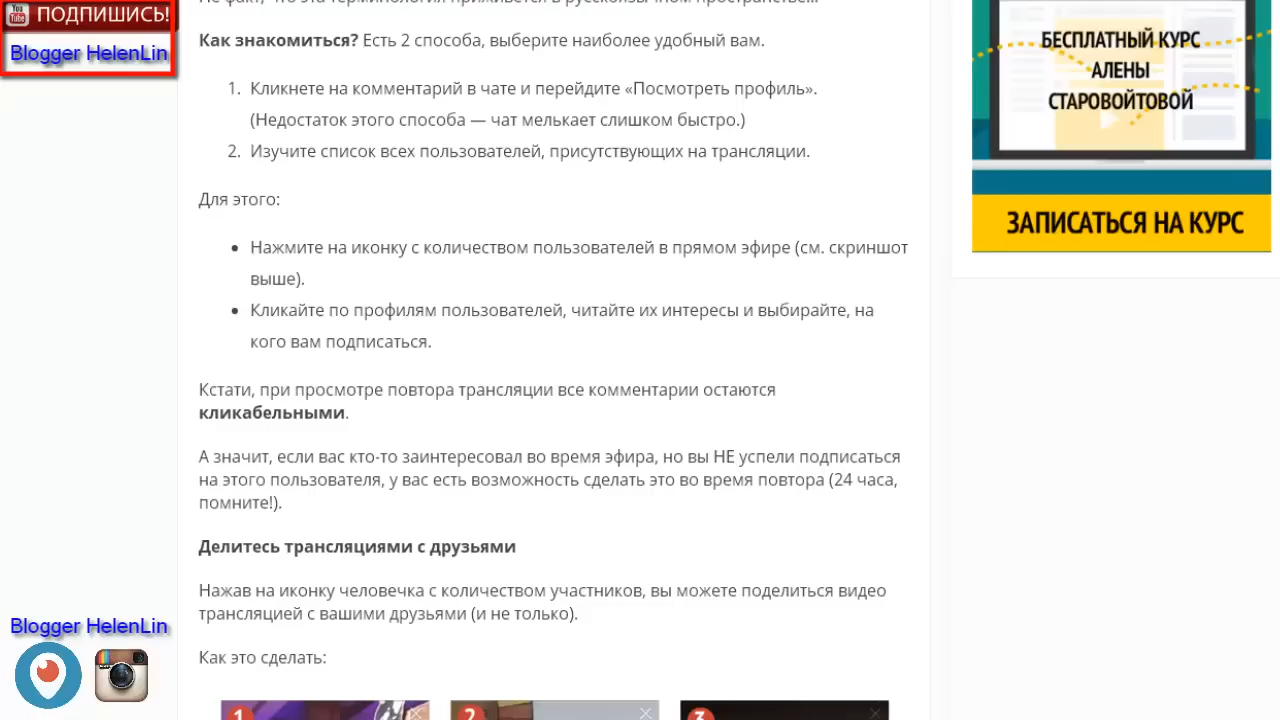 ПОДПИШИСЬ!
Blogger HelenLin
Как знакомиться? Есть 2 способа, выберите наиболее удобный вам.
1. Кликнете на комментарий в чате и перейдите «Посмотреть профиль».
(Недостаток этого способа — чат мелькает слишком быстро.)
2. Изучите список всех пользователей, присутствующих на трансляции.
Для этого:
• Нажмите на иконку с количеством пользователей в прямом эфире (см. скриншот
выше).
• Кликайте по профилям пользователей, читайте их интересы и выбирайте, на
кого вам подписаться.
Кстати, при просмотре повтора трансляции все комментарии остаются
кликабельными.
А значит, если вас кто-то заинтересовал во время эфира, но вы НЕ успели подписаться
на этого пользователя, у вас есть возможность сделать это во время повтора (24 часа,
помните!).
Делитесь трансляциями с друзьями
Нажав на иконку человечка с количеством участников, вы можете поделиться видео
трансляцией с вашими друзьями (и не только).
Как это сделать:
1 2 3
БЕСПЛАТНЫЙ КУРС
АЛЕНЫ
СТАРОВОЙТОВОЙ
ЗАПИСАТЬСЯ НА КУРС
Blogger HelenLin